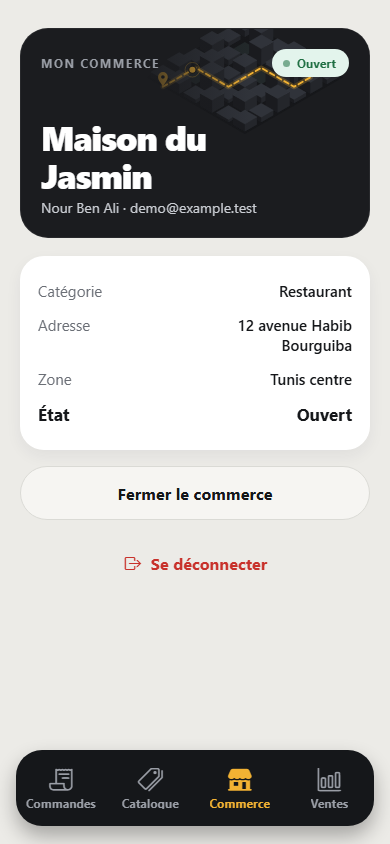 MON COMMERCE
Ouvert
Maison du
Jasmin
Nour Ben Ali · demo@example.test
Catégorie Restaurant
Adresse 12 avenue Habib
Bourguiba
Zone Tunis centre
État Ouvert
Fermer le commerce
Se déconnecter
Commandes Catalogue Commerce Ventes